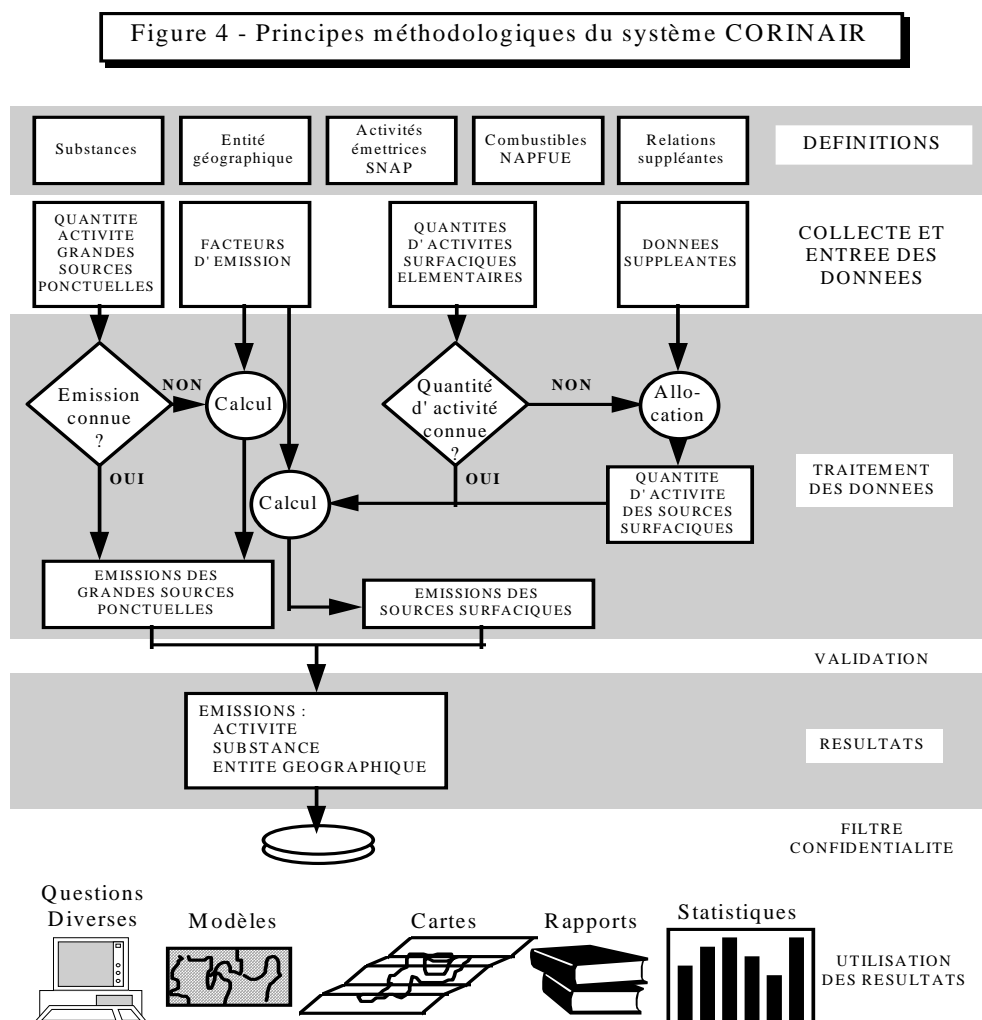 Figure 4 - Principes méthodologiques du système CORINAIR
Substances
Entité
géographique
Activités
émettrices
SNAP
Combustibles
NAPFUE
Relations
suppléantes
DEFINITIONS
QUANTITE
ACTIVITE
GRANDES
SOURCES
PONCTUELLES
FACTEURS
D'EMISSION
QUANTITES
D'ACTIVITES
SURFACIQUES
ELEMENTAIRES
DONNEES
SUPPLEANTES
COLLECTE ET
ENTREE DES
DONNEES
Emission
connue
?
NON
Calcul
Quantité
d'activité
connue
?
NON
Allo-
cation
OUI
Calcul
OUI
QUANTITE
D'ACTIVITE
DES SOURCES
SURFACIQUES
TRAITEMENT
DES DONNEES
EMISSIONS DES
GRANDES SOURCES
PONCTUELLES
EMISSIONS DES
SOURCES SURFACIQUES
VALIDATION
EMISSIONS :
ACTIVITE
SUBSTANCE
ENTITE GEOGRAPHIQUE
RESULTATS
FILTRE
CONFIDENTIALITE
Questions
Diverses
Modèles
Cartes
Rapports
Statistiques
UTILISATION
DES RESULTATS